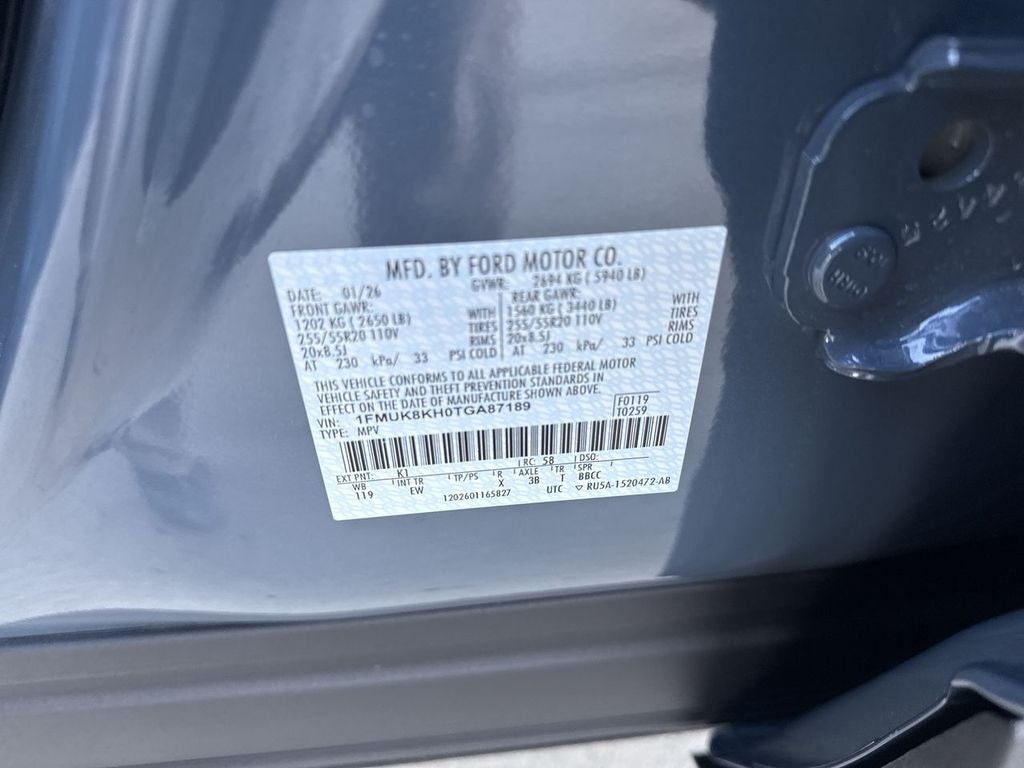 MFD. BY FORD MOTOR CO.
DATE: 01/26 GVWR: 2694 KG ( 5940 LB)
FRONT GAWR: REAR GAWR:
1202 KG ( 2650 LB) WITH 1560 KG ( 3440 LB) WITH
255/55R20 110V TIRES 255/55R20 110V TIRES
20x8.5J RIMS 20x8.5J RIMS
AT 230 kPa/ 33 PSI COLD AT 230 kPa/ 33 PSI COLD
THIS VEHICLE CONFORMS TO ALL APPLICABLE FEDERAL MOTOR
VEHICLE SAFETY AND THEFT PREVENTION STANDARDS IN
EFFECT ON THE DATE OF MANUFACTURE SHOWN ABOVE.
VIN: 1FMUK8KH0TGA87189 F0119
TYPE: MPV T0259
EXT PNT: K1 RC: 58 DSO:
WB INT TR TP/PS R AXLE TR SPR
119 EW X 3B T BBCC
1202601165827 UTC ▽ RU5A-1520472-AB